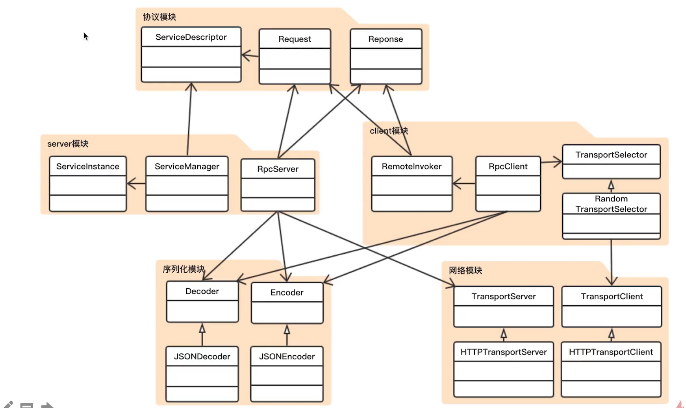 协议模块
ServiceDescriptor
Request
Reponse
server模块
ServiceInstance
ServiceManager
RpcServer
client模块
RemoteInvoker
RpcClient
TransportSelector
Random
TransportSelector
序列化模块
Decoder
Encoder
JSONDecoder
JSONEncoder
网络模块
TransportServer
TransportClient
HTTPTransportServer
HTTPTransportClient